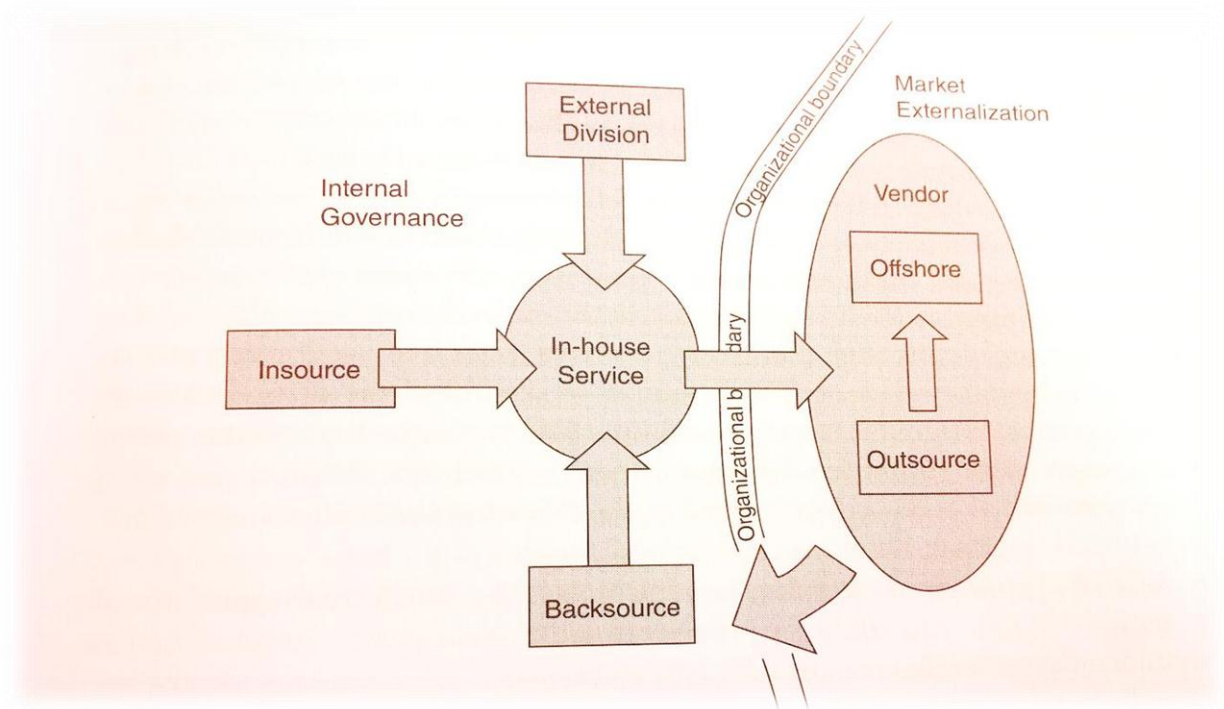 Market
Externalization
External
Division
Organizational boundary
Internal
Governance
Vendor
Offshore
In-house
Service
Insource
Organizational boundary
Outsource
Backsource